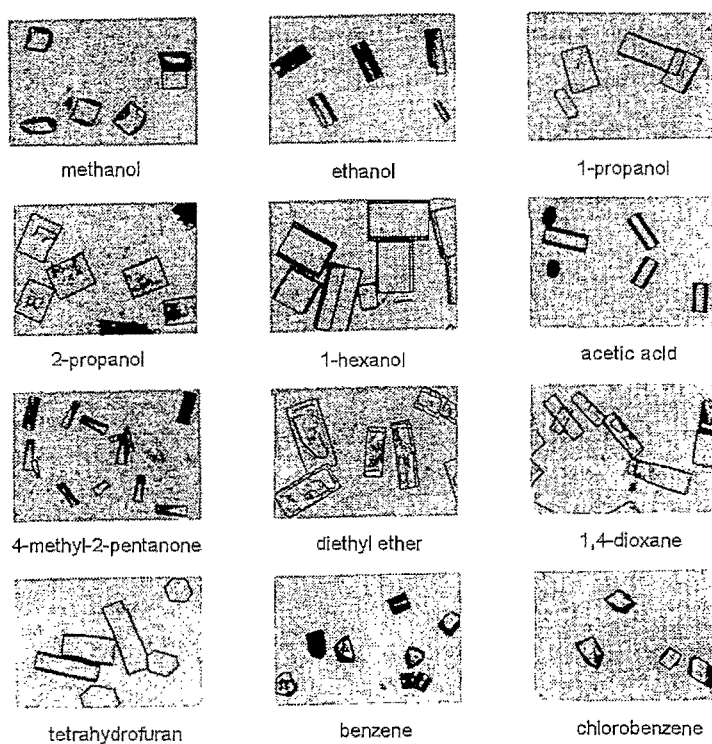 methanol
ethanol
1-propanol
2-propanol
1-hexanol
acetic acid
4-methyl-2-pentanone
diethyl ether
1,4-dioxane
tetrahydrofuran
benzene
chlorobenzene